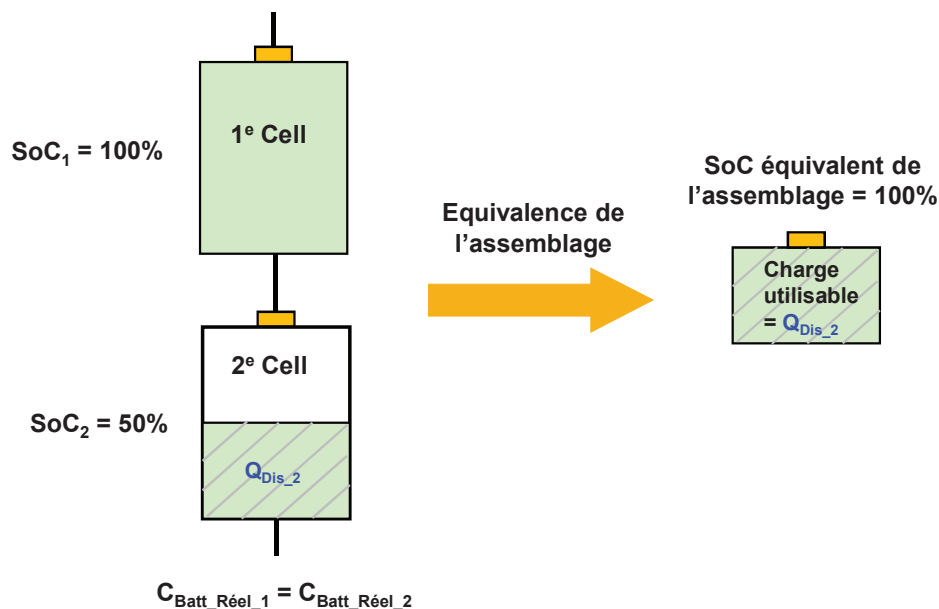 1e Cell
SoC1 = 100%
2e Cell
SoC2 = 50%
QDis_2
CBatt_Réel_1 = CBatt_Réel_2
Equivalence de
l’assemblage
SoC équivalent de
l’assemblage = 100%
Charge
utilisable
= QDis_2